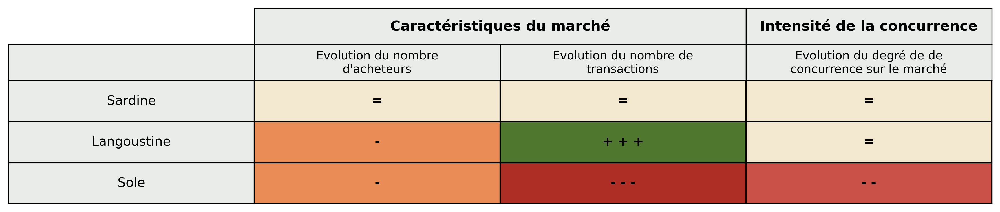 Caractéristiques du marché
Intensité de la concurrence
Evolution du nombre
d'acheteurs
Evolution du nombre de
transactions
Evolution du degré de de
concurrence sur le marché
Sardine
=
=
=
Langoustine
-
+ + +
=
Sole
-
- - -
- -